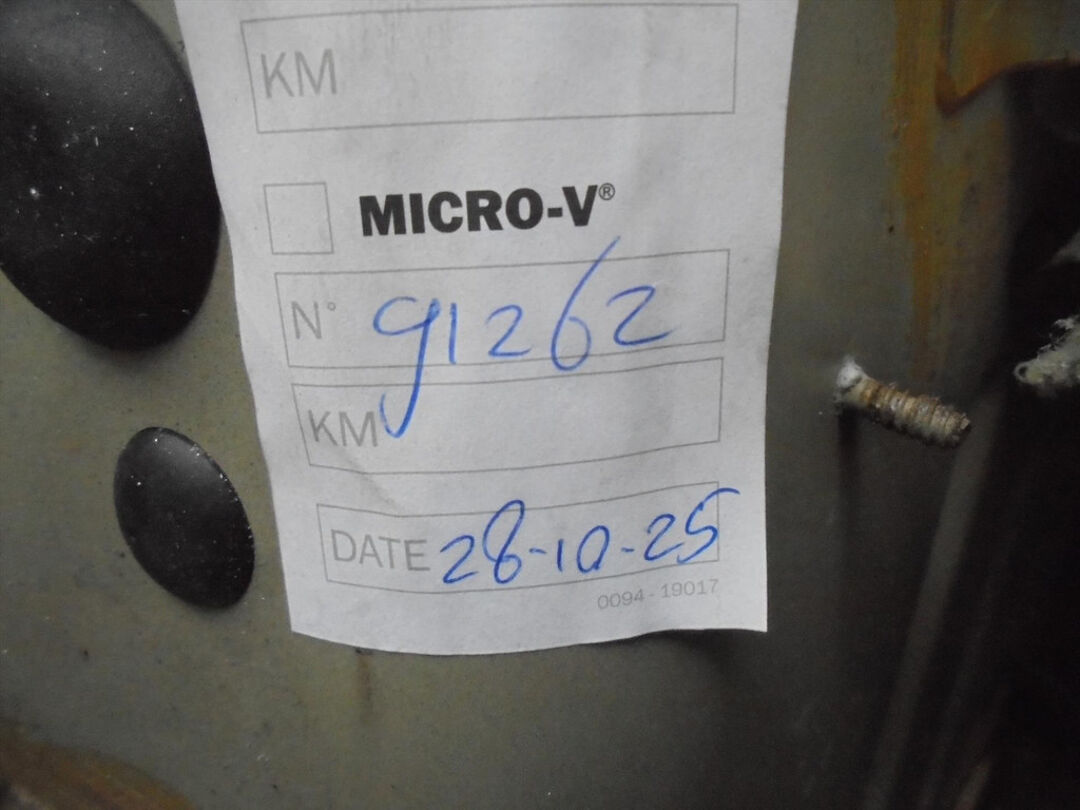 KM
MICRO-V®
N° 91262
KM
DATE 28-10-25
0094-19017